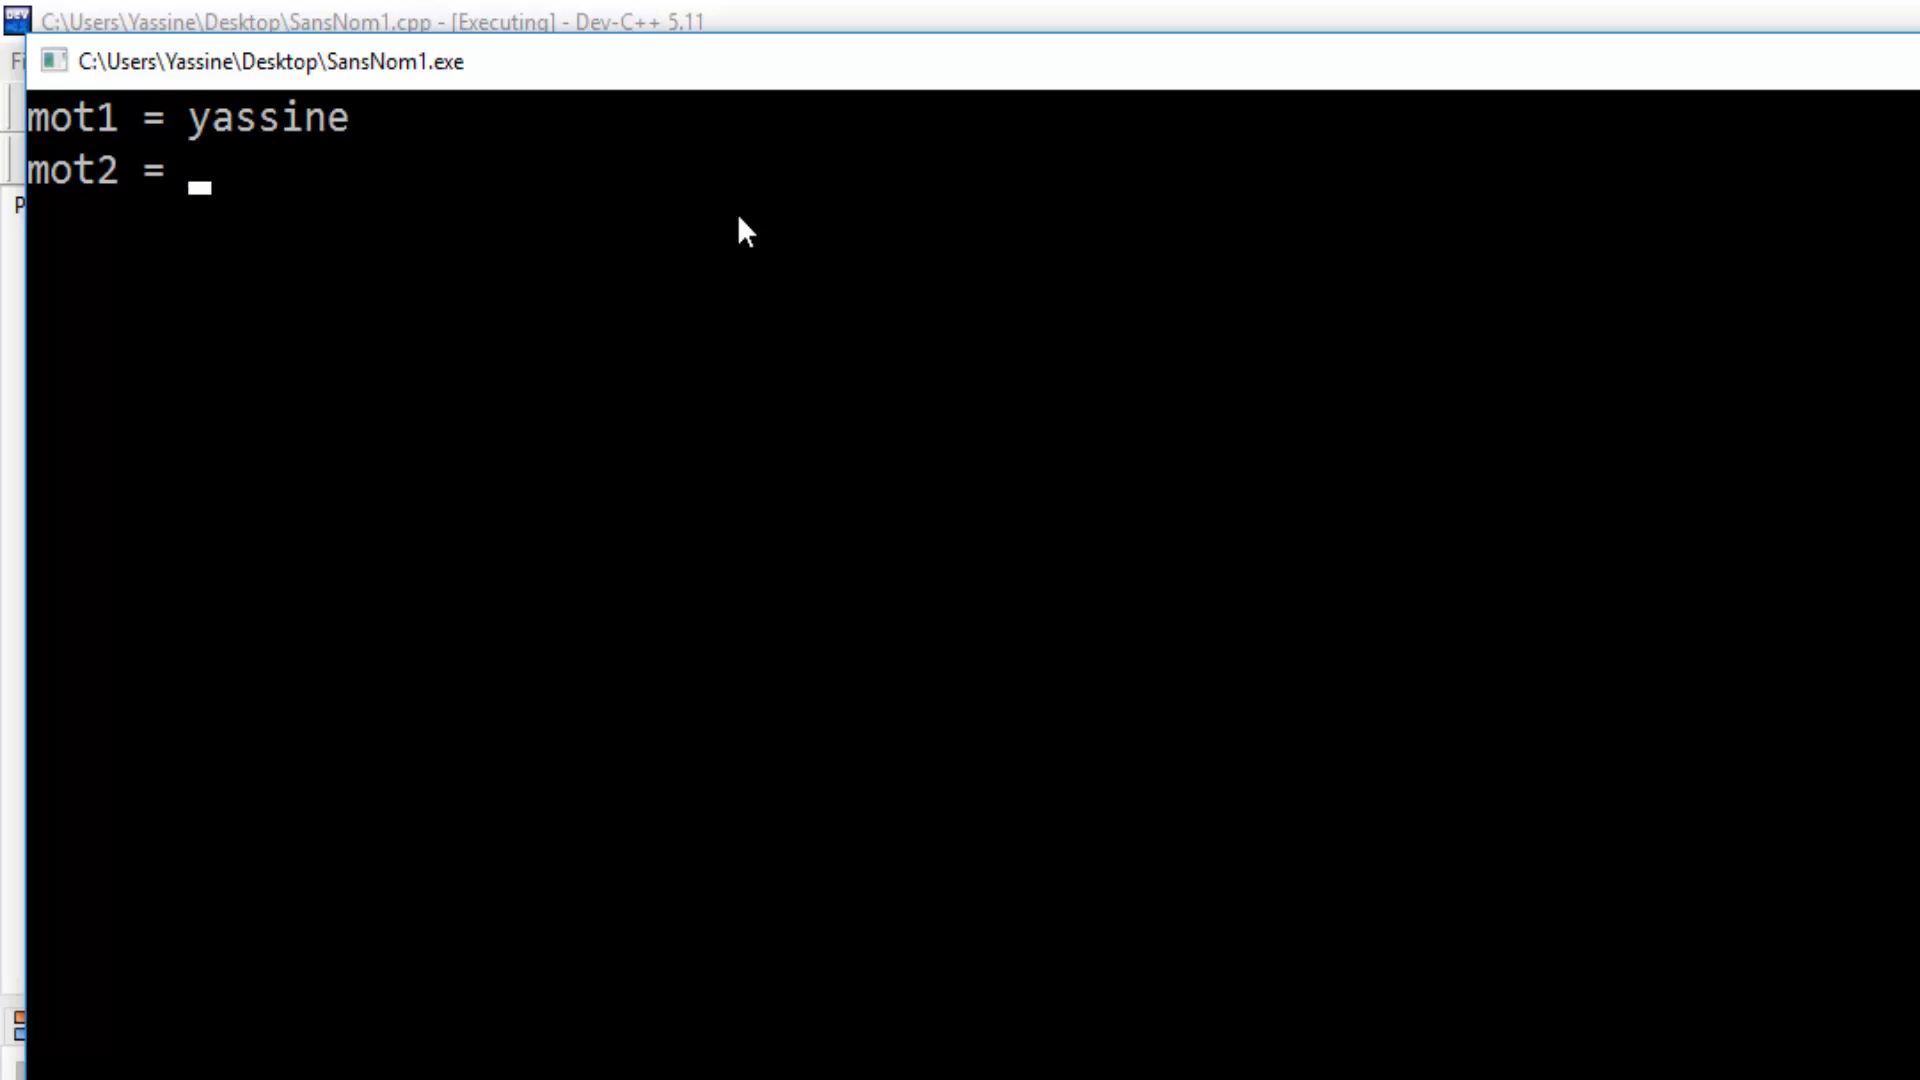 C:\Users\Yassine\Desktop\SansNom1.cpp - [Executing] - Dev-C++ 5.11
C:\Users\Yassine\Desktop\SansNom1.exe
mot1 = yassine
mot2 =